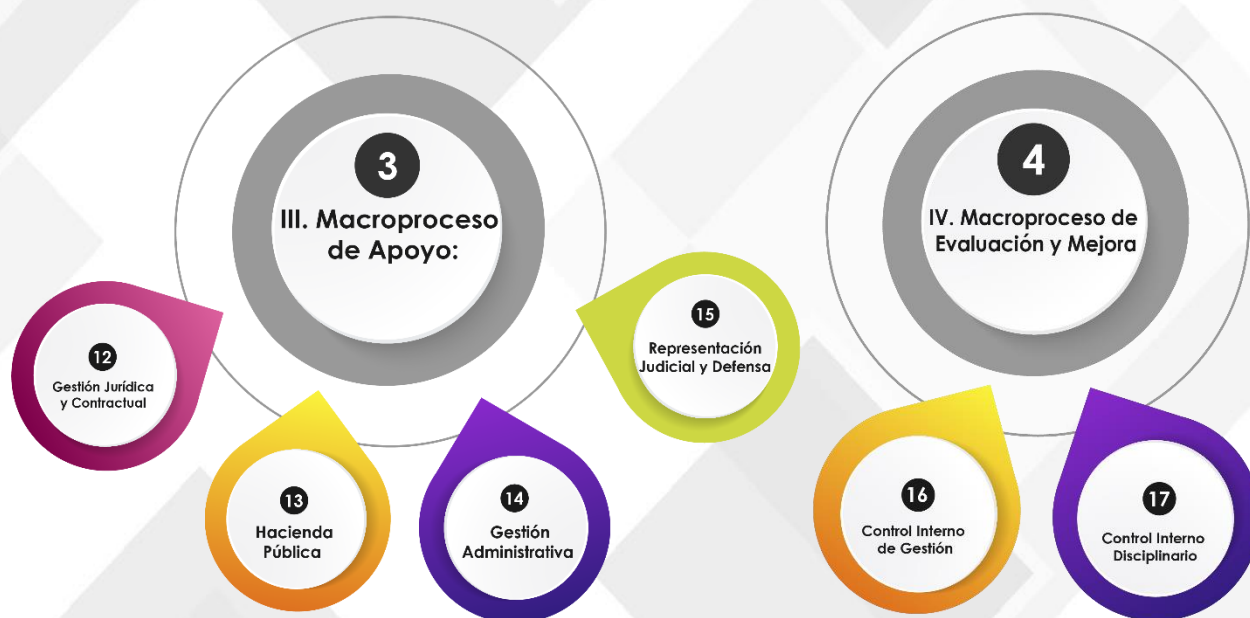 3
III. Macroproceso
de Apoyo:
12
Gestión Jurídica
y Contractual
13
Hacienda
Pública
14
Gestión
Administrativa
15
Representación
Judicial y Defensa
4
IV. Macroproceso de
Evaluación y Mejora
16
Control Interno
de Gestión
17
Control Interno
Disciplinario